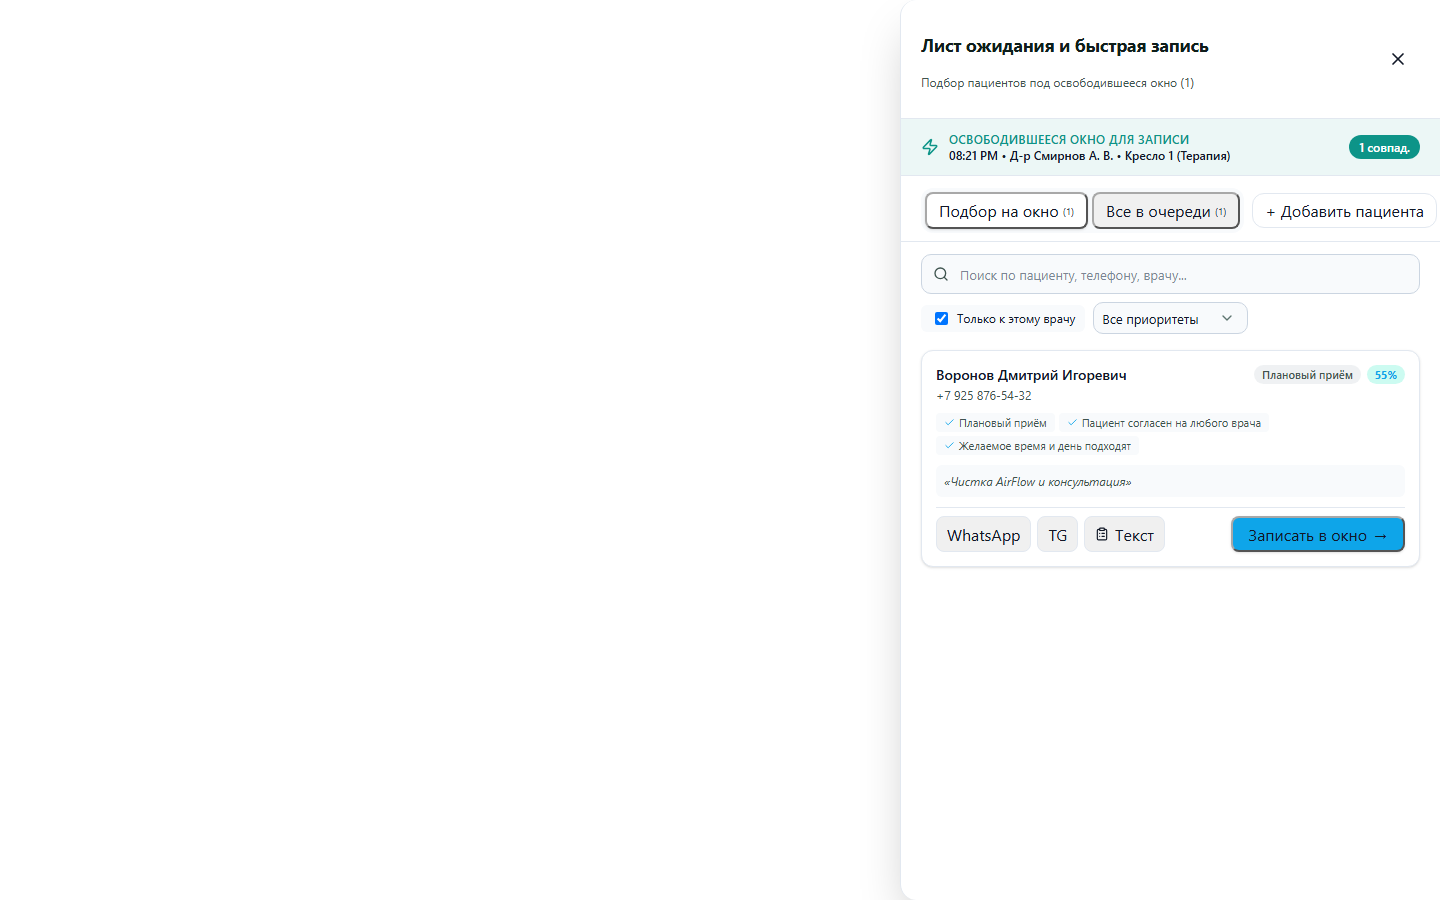 Лист ожидания и быстрая запись
Подбор пациентов под освободившееся окно (1)
ОСВОБОДИВШЕЕСЯ ОКНО ДЛЯ ЗАПИСИ
08:21 PM • Д-р Смирнов А. В. • Кресло 1 (Терапия)
1 совпад.
Подбор на окно (1)
Все в очереди (1)
+ Добавить пациента
Поиск по пациенту, телефону, врачу...
Только к этому врачу
Все приоритеты
Воронов Дмитрий Игоревич
Плановый приём
55%
+7 925 876-54-32
Плановый приём
Пациент согласен на любого врача
Желаемое время и день подходят
«Чистка AirFlow и консультация»
WhatsApp
TG
Текст
Записать в окно →